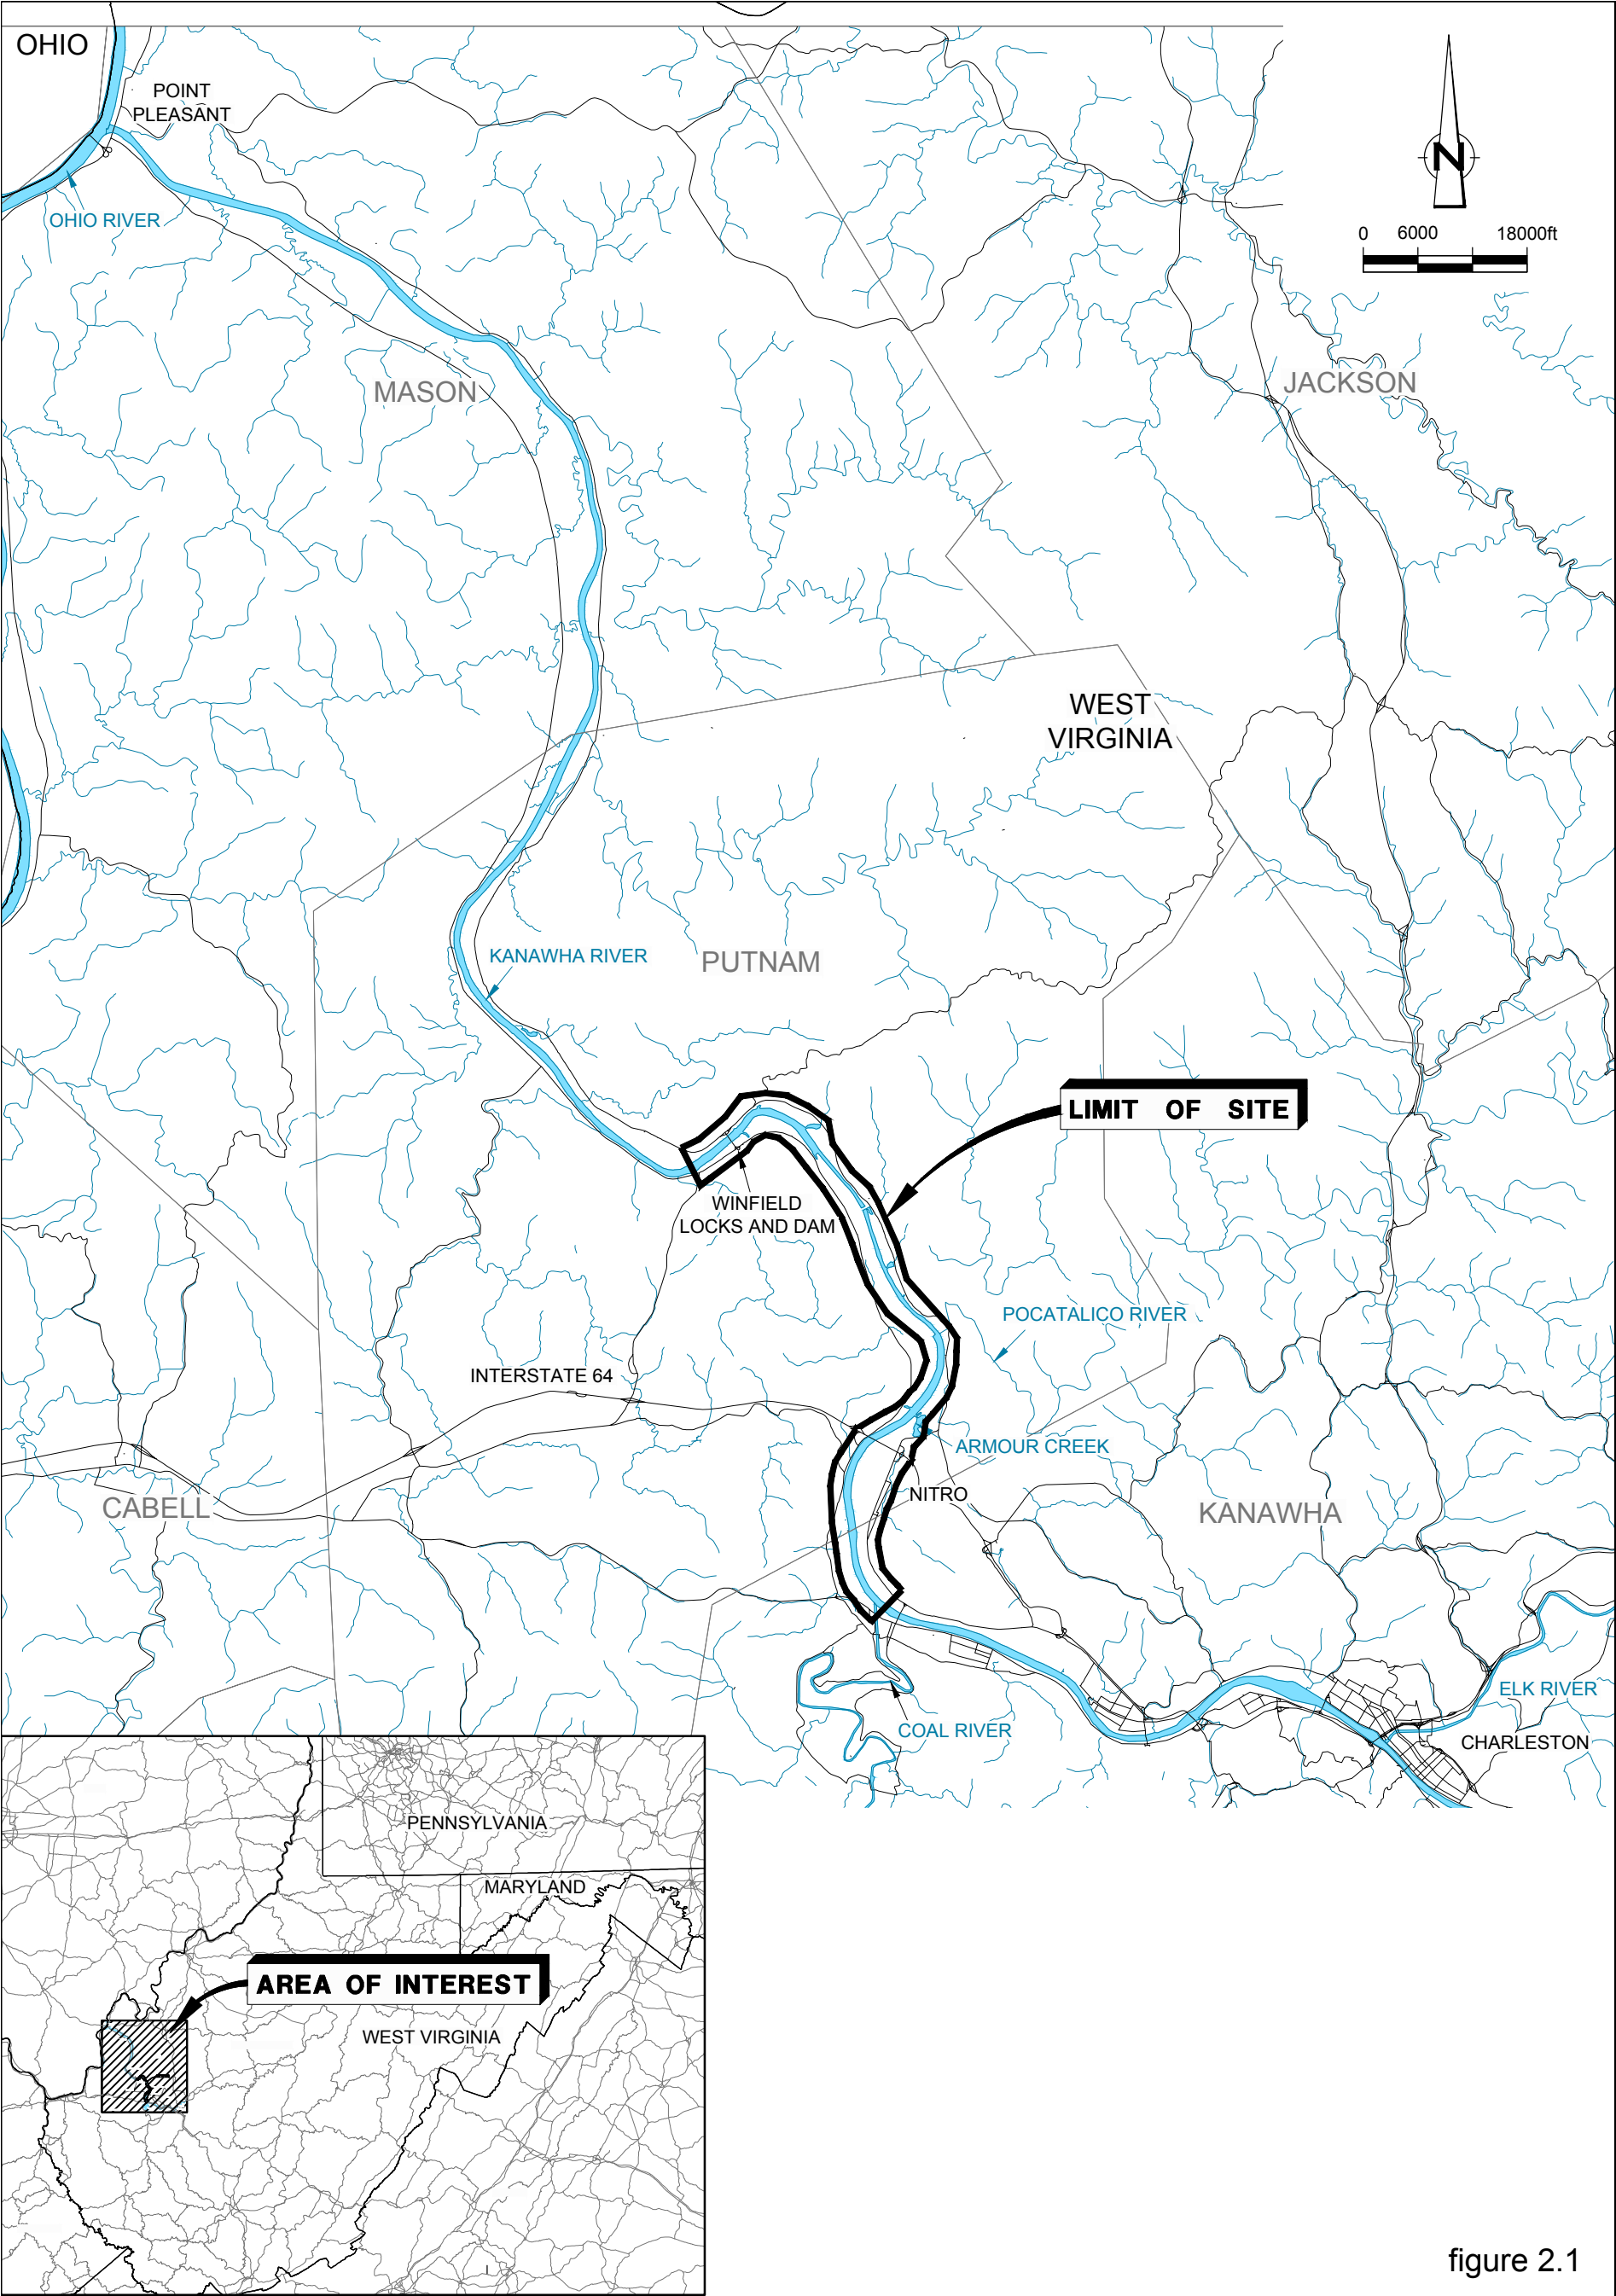 OHIO
POINT
PLEASANT
OHIO RIVER
N
0 6000 18000ft
MASON
JACKSON
WEST
VIRGINIA
KANAWHA RIVER
PUTNAM
LIMIT OF SITE
WINFIELD
LOCKS AND DAM
POCATALICO RIVER
INTERSTATE 64
ARMOUR CREEK
NITRO
CABELL
KANAWHA
ELK RIVER
COAL RIVER
CHARLESTON
PENNSYLVANIA
MARYLAND
AREA OF INTEREST
WEST VIRGINIA
figure 2.1